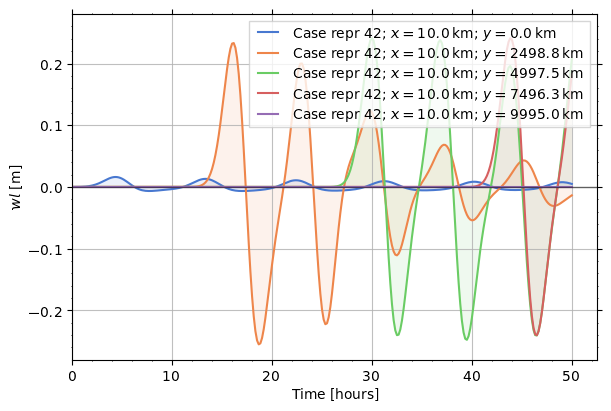 Case repr 42; x = 10.0 km; y = 0.0 km
Case repr 42; x = 10.0 km; y = 2498.8 km
Case repr 42; x = 10.0 km; y = 4997.5 km
Case repr 42; x = 10.0 km; y = 7496.3 km
Case repr 42; x = 10.0 km; y = 9995.0 km
wl [m]
0.2
0.1
0.0
−0.1
−0.2
0 10 20 30 40 50
Time [hours]